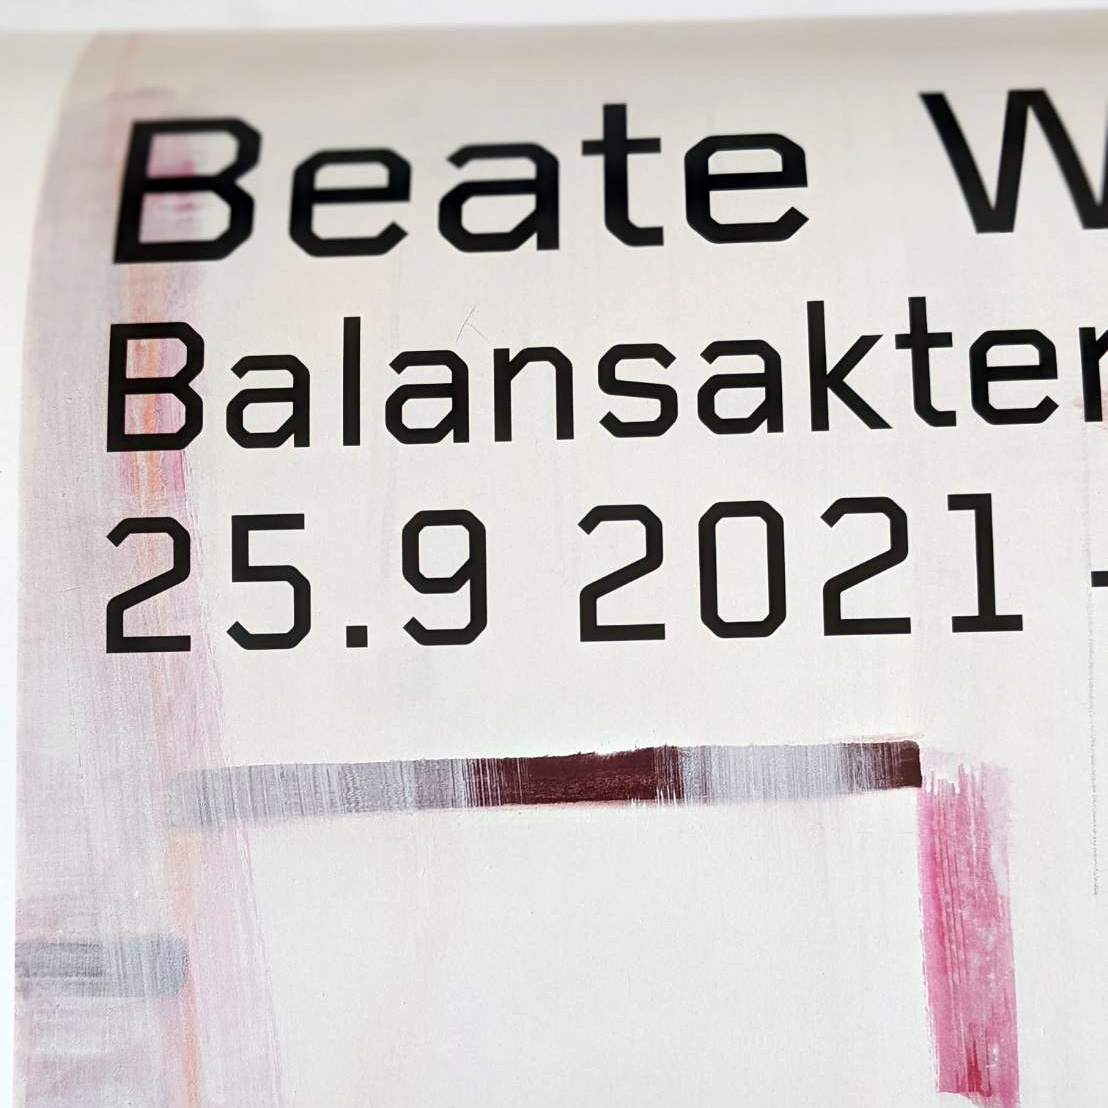 Beate W
Balansakter
25.9 2021 -